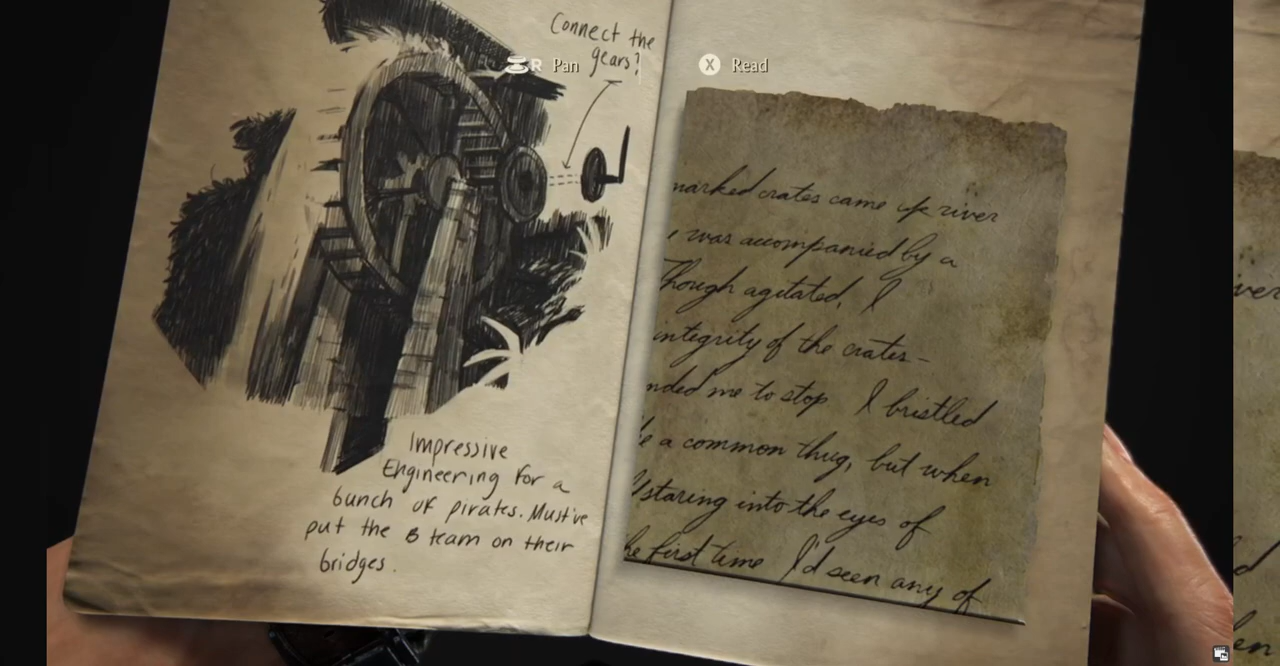 Connect the
gears?
R Pan
X Read
Impressive
Engineering for a
bunch of pirates. Must've
put the B team on their
bridges.
marked crates came up river
I was accompanied by a
Though agitated, I
integrity of the crates-
nded me to stop I bristled
a common thug, but when
staring into the eyes of
he first time I'd seen any of